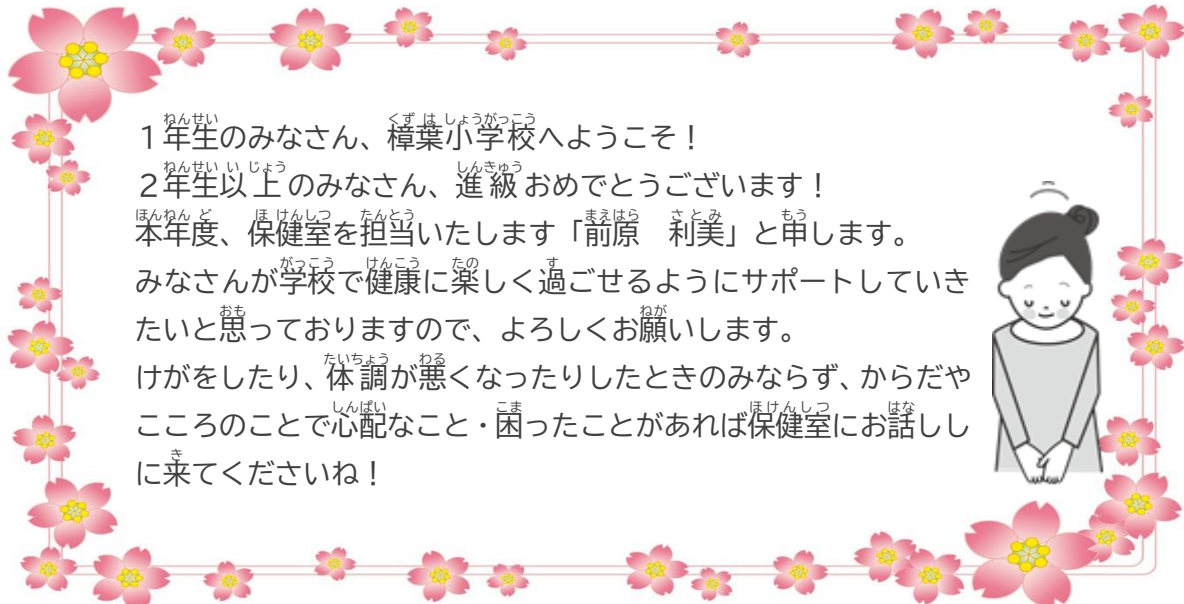 １年生のみなさん、樟葉小学校へようこそ！
２年生以上のみなさん、進級おめでとうございます！
本年度、保健室を担当いたします「前原　利美」と申します。
みなさんが学校で健康に楽しく過ごせるようにサポートしていき
たいと思っておりますので、よろしくお願いします。
けがをしたり、体調が悪くなったりしたときのみならず、からだや
こころのことで心配なこと・困ったことがあれば保健室にお話しし
に来てくださいね！